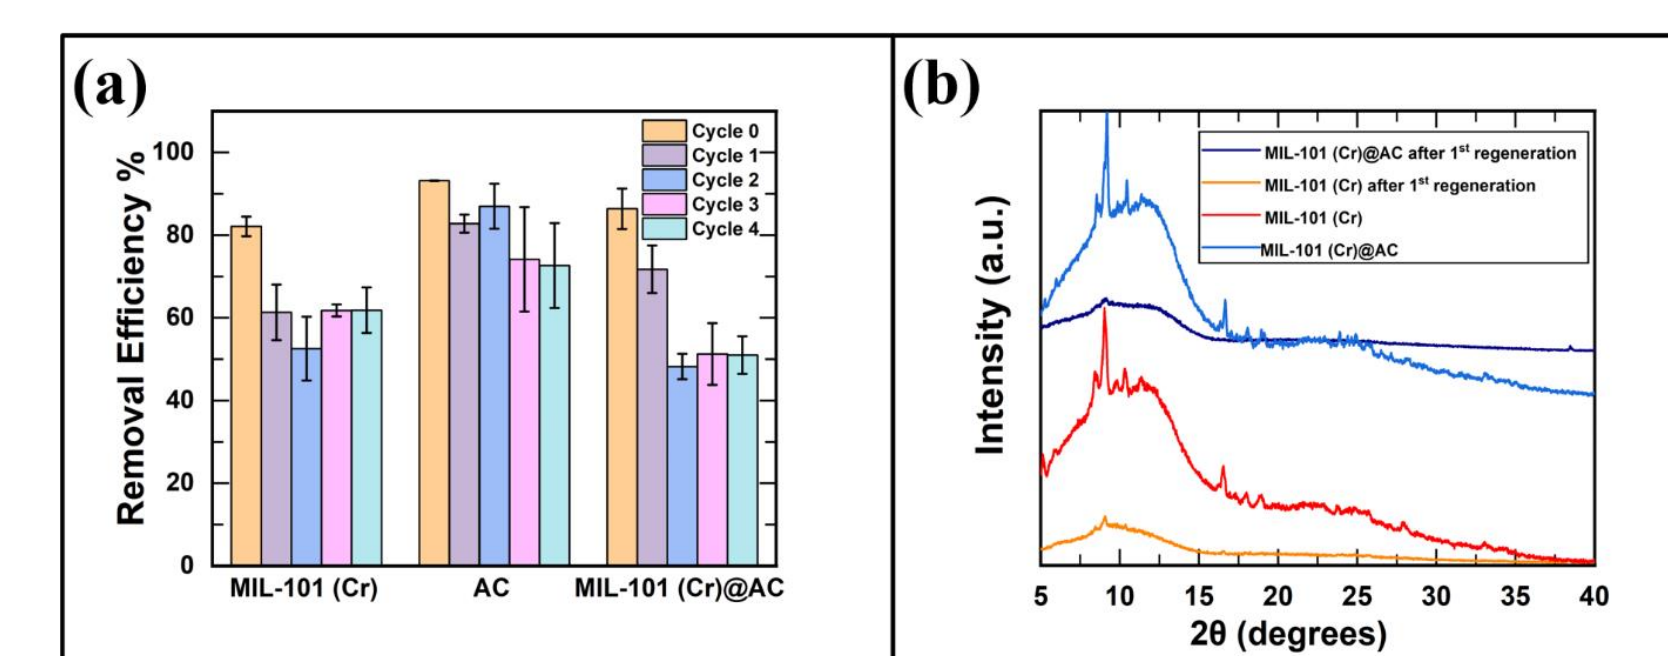 (a)
Removal Efficiency %
100
80
60
40
20
0
Cycle 0
Cycle 1
Cycle 2
Cycle 3
Cycle 4
MIL-101 (Cr)
AC
MIL-101 (Cr)@AC
(b)
Intensity (a.u.)
MIL-101 (Cr)@AC after 1st regeneration
MIL-101 (Cr) after 1st regeneration
MIL-101 (Cr)
MIL-101 (Cr)@AC
5 10 15 20 25 30 35 40
2θ (degrees)